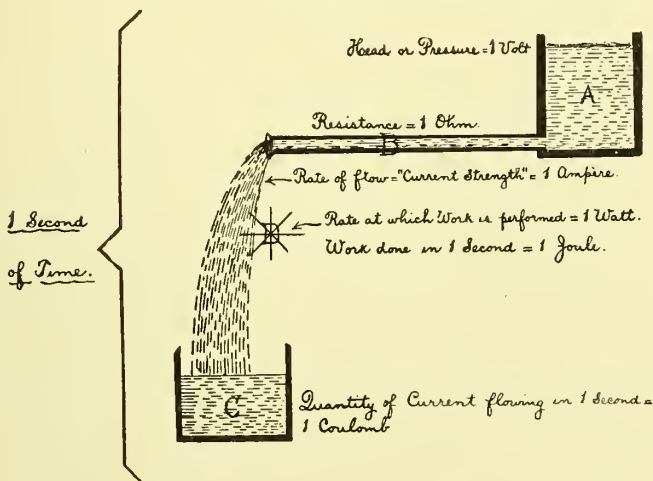 Head or Pressure = 1 Volt
A
Resistance = 1 Ohm.
B
Rate of flow = "Current Strength" = 1 Ampere.
1 Second
of Time.
D
Rate at which Work is performed = 1 Watt.
Work done in 1 Second = 1 Joule.
C
Quantity of Current flowing in 1 Second =
1 Coulomb